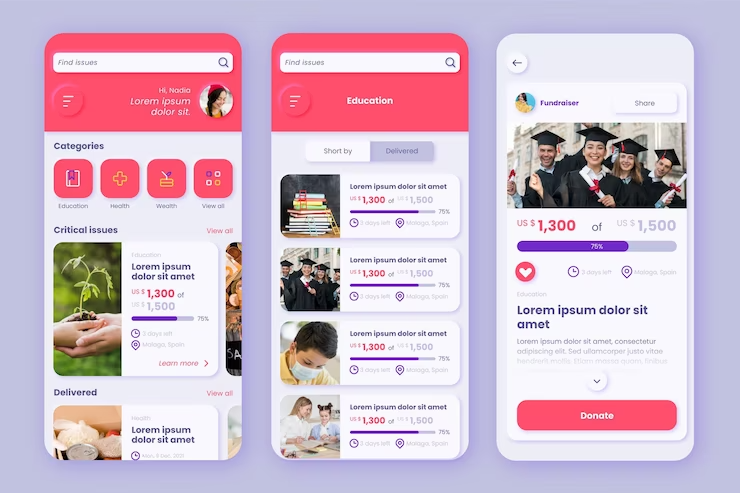 Find issues
Hi, Nadia
Lorem ipsum
dolor sit.
Categories
Education
Health
Wealth
View all
Critical issues
View all
Education
Lorem ipsum
dolor sit amet
US $ 1,300 of
US $ 1,500
75%
3 days left
Malaga, Spain
Learn more
Delivered
View all
Health
Lorem ipsum
dolor sit amet
Find issues
Education
Short by
Delivered
Lorem ipsum dolor sit amet
US $ 1,300 of US $ 1,500
75%
3 days left
Malaga, Spain
Lorem ipsum dolor sit amet
US $ 1,300 of US $ 1,500
75%
3 days left
Malaga, Spain
Lorem ipsum dolor sit amet
US $ 1,300 of US $ 1,500
75%
3 days left
Malaga, Spain
Lorem ipsum dolor sit amet
US $ 1,300 of US $ 1,500
75%
3 days left
Malaga, Spain
Fundraiser
Share
US $ 1,300 of US $ 1,500
75%
3 days left
Malaga, Spain
Education
Lorem ipsum dolor sit
amet
Lorem ipsum dolor sit amet, consectetur
adipiscing elit. Sed ullamcorper justo vitae
Donate